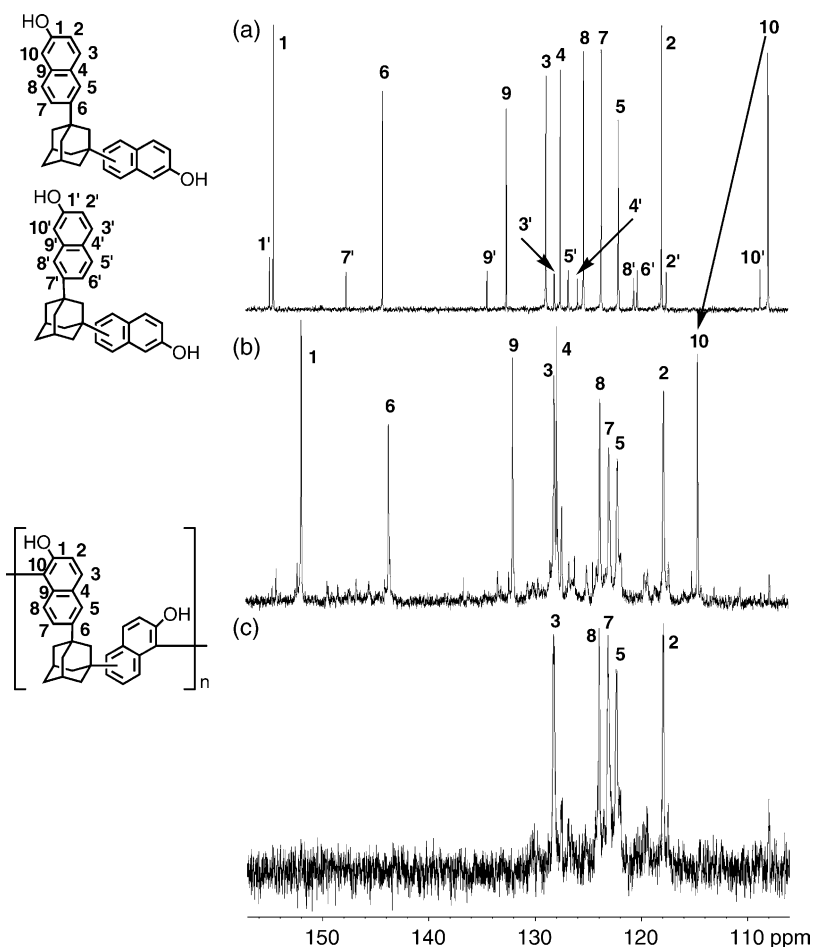 HO
1 2
10 3
9 4
8 5
7 6
OH
HO
1' 2'
10' 3'
9' 4'
8' 5'
7' 6'
OH
HO
1 2
10 3
9 4
8 5
7 6
OH
n
(a)
1' 1 7' 6 9' 9 3 3' 4 5' 4' 8 7 5 8' 6' 2 2' 10' 10
(b)
1 6 9 3 4 8 7 5 2 10
(c)
3 8 7 5 2
150 140 130 120 110 ppm